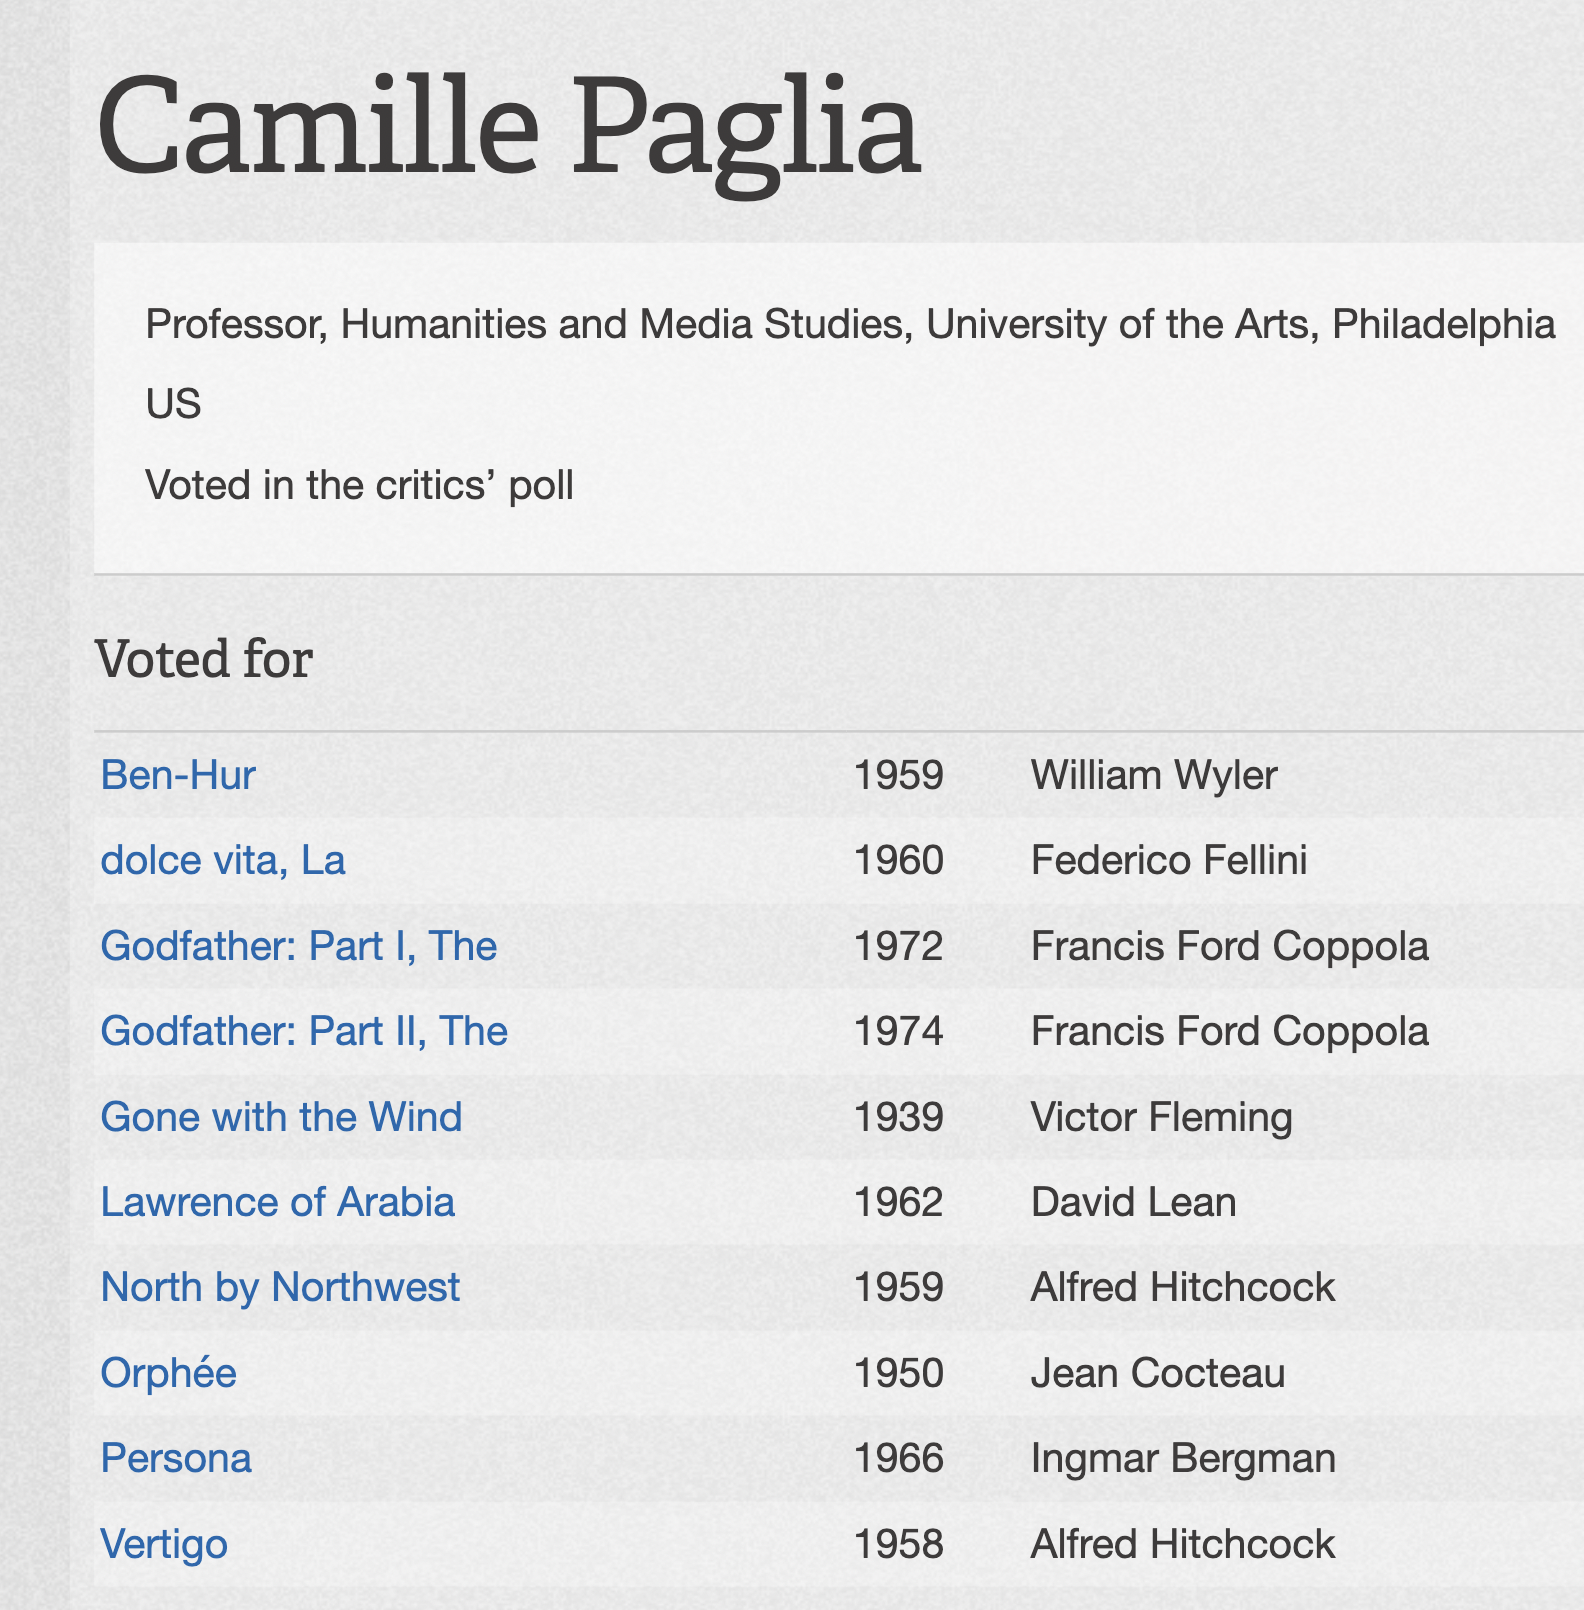 Camille Paglia
Professor, Humanities and Media Studies, University of the Arts, Philadelphia
US
Voted in the critics’ poll
Voted for
Ben-Hur 1959 William Wyler
dolce vita, La 1960 Federico Fellini
Godfather: Part I, The 1972 Francis Ford Coppola
Godfather: Part II, The 1974 Francis Ford Coppola
Gone with the Wind 1939 Victor Fleming
Lawrence of Arabia 1962 David Lean
North by Northwest 1959 Alfred Hitchcock
Orphée 1950 Jean Cocteau
Persona 1966 Ingmar Bergman
Vertigo 1958 Alfred Hitchcock